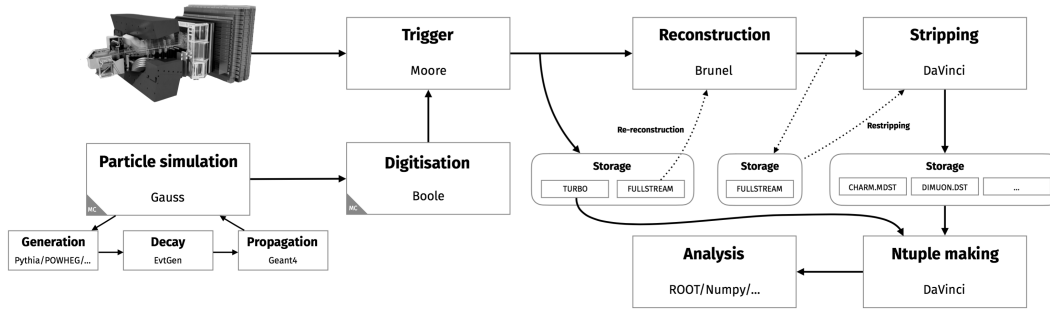 Trigger
Moore
Reconstruction
Brunel
Stripping
DaVinci
Re-reconstruction
Restripping
Particle simulation
Gauss
MC
Digitisation
Boole
MC
Storage
TURBO
FULLSTREAM
Storage
FULLSTREAM
Storage
CHARM.MDST
DIMUON.DST
...
Generation
Pythia/POWHEG/...
Decay
EvtGen
Propagation
Geant4
Analysis
ROOT/Numpy/...
Ntuple making
DaVinci